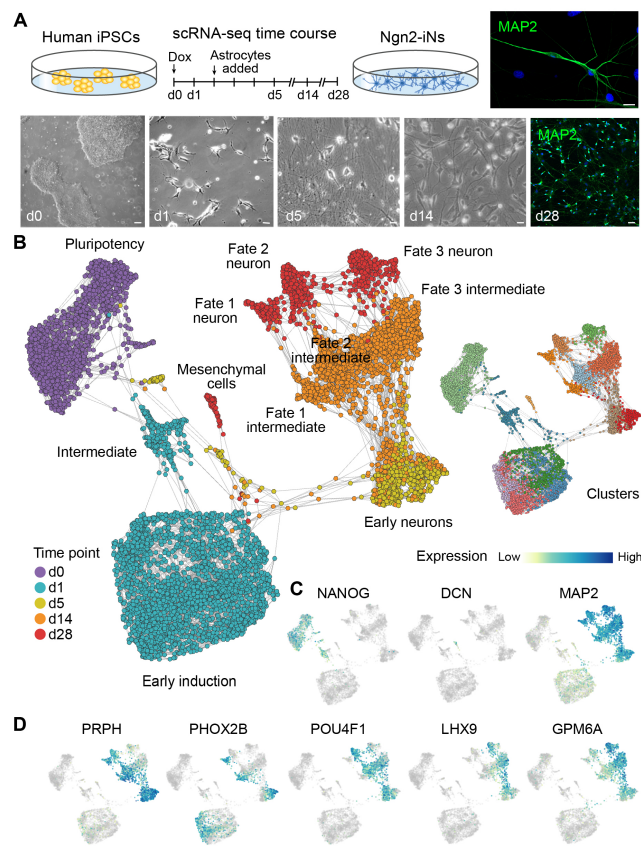 A
Human iPSCs
scRNA-seq time course
Ngn2-iNs
Dox
Astrocytes
added
d0 d1 d5 d14 d28
MAP2
d0
d1
d5
d14
MAP2
d28
B
Pluripotency
Fate 2
neuron
Fate 3 neuron
Fate 1
neuron
Fate 3 intermediate
Fate 2
intermediate
Mesenchymal
cells
Fate 1
intermediate
Intermediate
Early neurons
Clusters
Time point
d0
d1
d5
d14
d28
Early induction
Expression Low High
C
NANOG DCN MAP2
D
PRPH PHOX2B POU4F1 LHX9 GPM6A